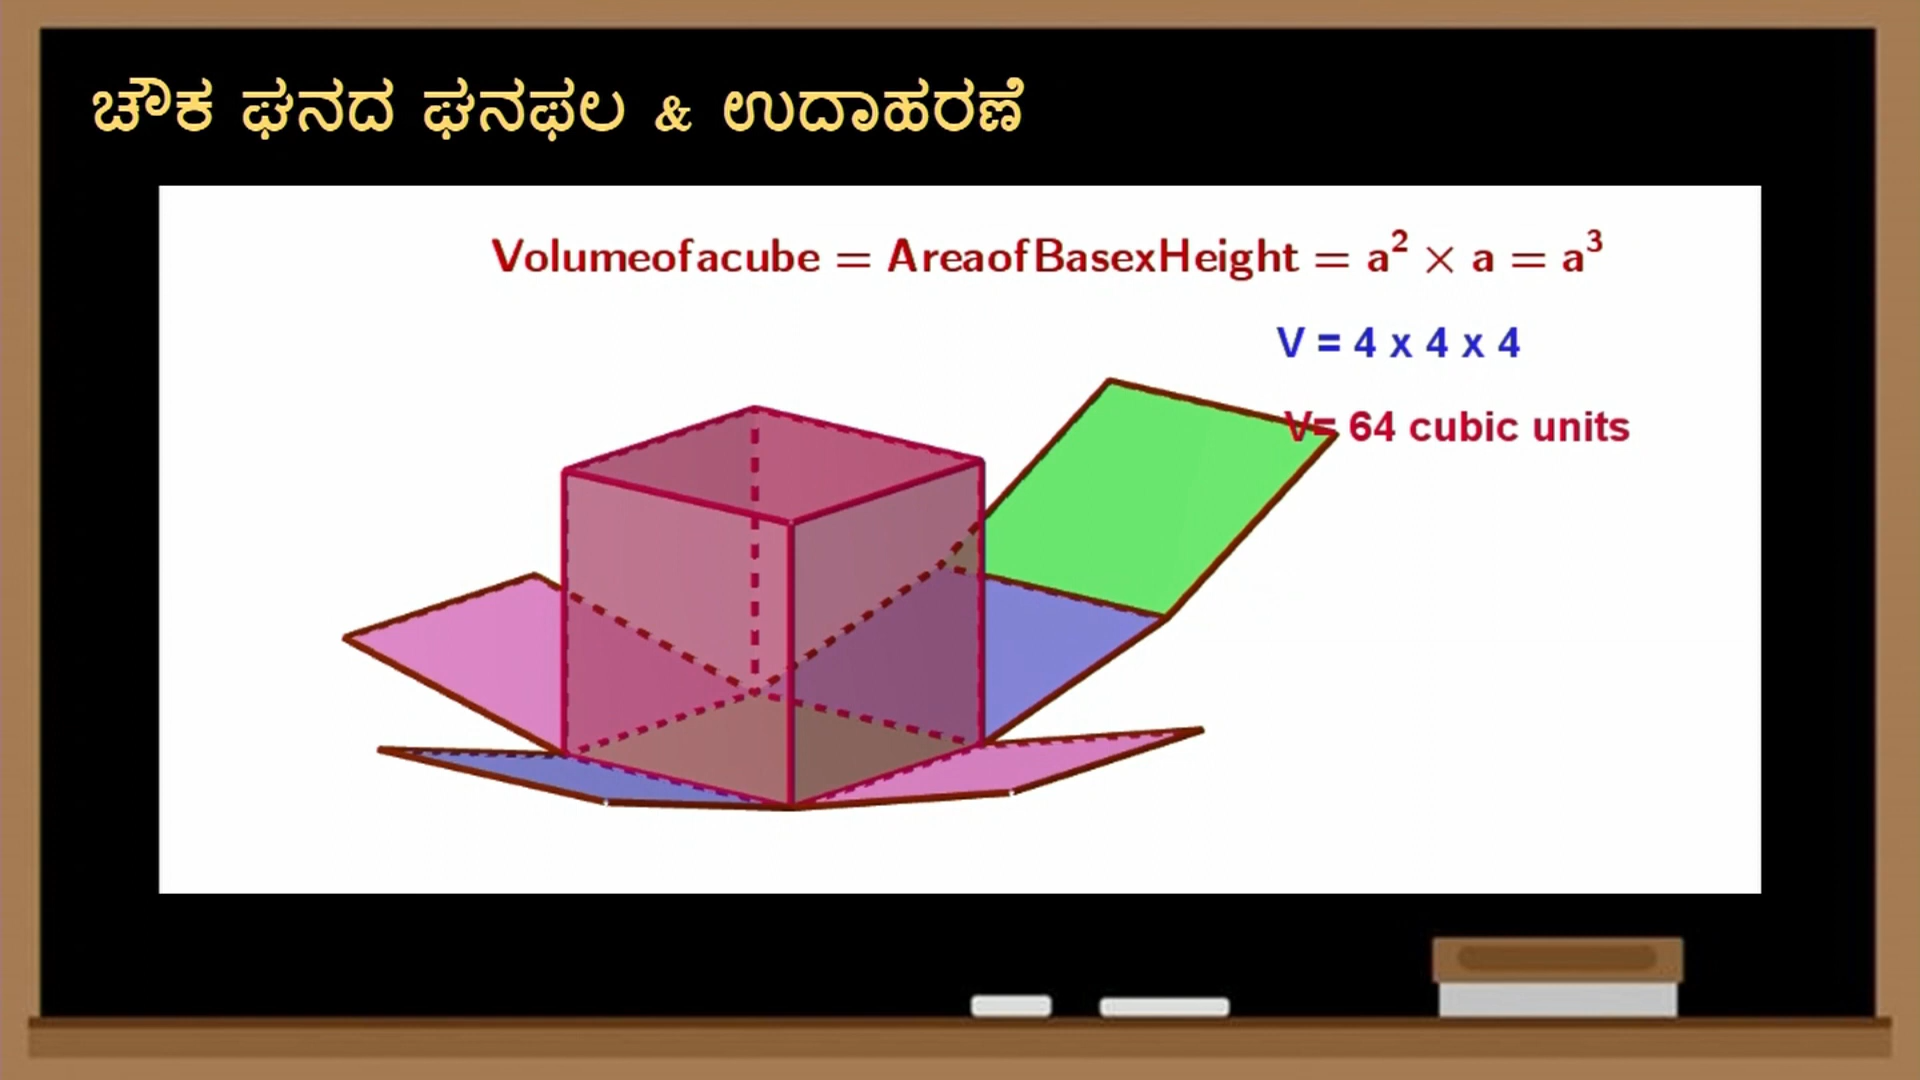 ಚೌಕ ಘನದ ಘನಫಲ & ಉದಾಹರಣೆ
Volumeofacube = AreaofBasexHeight = a² × a = a³
V = 4 x 4 x 4
V= 64 cubic units